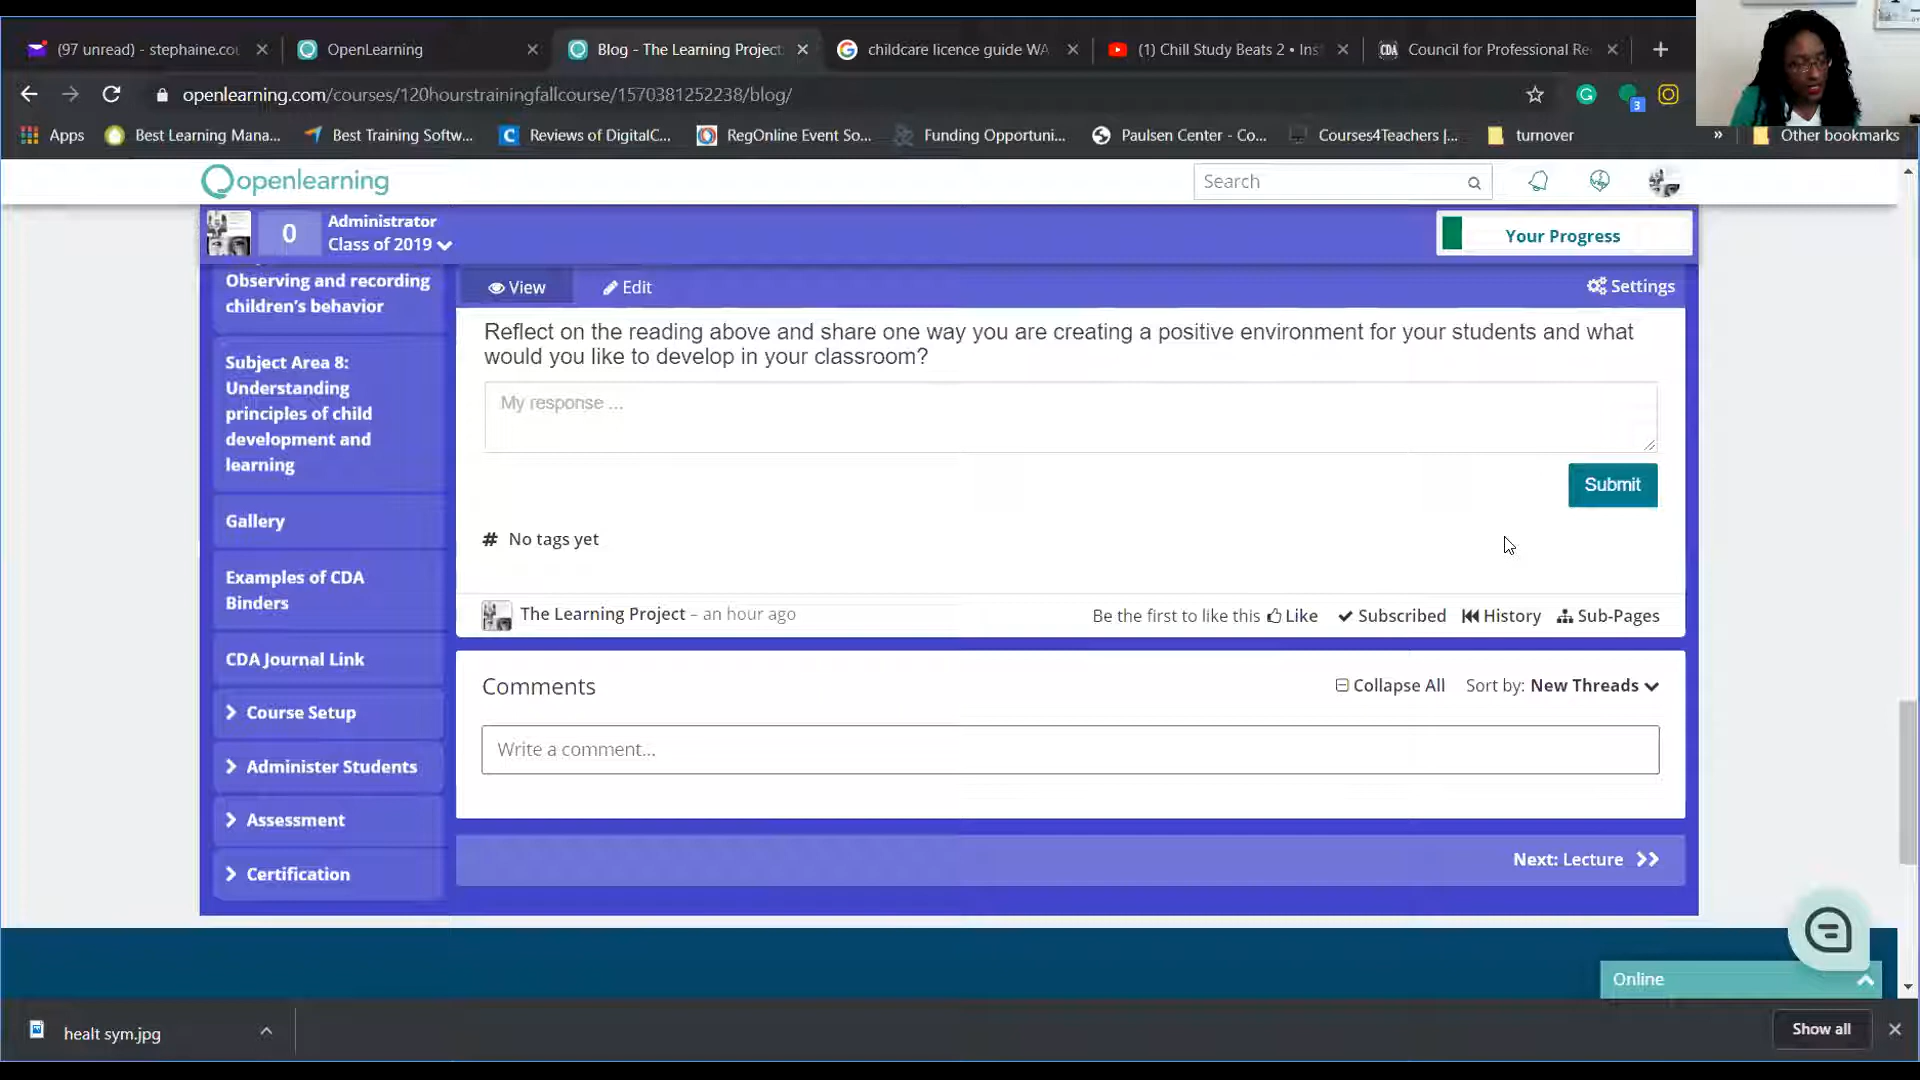 (97 unread) - stephaine.cou
OpenLearning
Blog - The Learning Project
childcare licence guide WA
(1) Chill Study Beats 2 • Ins
CDA
Council for Professional Re
openlearning.com/courses/120hourstrainingfallcourse/1570381252238/blog/
3
Apps
Best Learning Mana...
Best Training Softw...
Reviews of DigitalC...
RegOnline Event So...
Funding Opportuni...
Paulsen Center - Co...
Courses4Teachers |...
turnover
»
Other bookmarks
openlearning
Search
0
Administrator
Class of 2019
Your Progress
Observing and recording
children's behavior
View
Edit
Settings
Reflect on the reading above and share one way you are creating a positive environment for your students and what
would you like to develop in your classroom?
My response ...
Submit
Subject Area 8:
Understanding
principles of child
development and
learning
Gallery
Examples of CDA
Binders
CDA Journal Link
Course Setup
Administer Students
Assessment
Certification
# No tags yet
The Learning Project – an hour ago
Be the first to like this
Like
Subscribed
History
Sub-Pages
Comments
Collapse All
Sort by: New Threads
Write a comment...
Next: Lecture
Online
healt sym.jpg
Show all